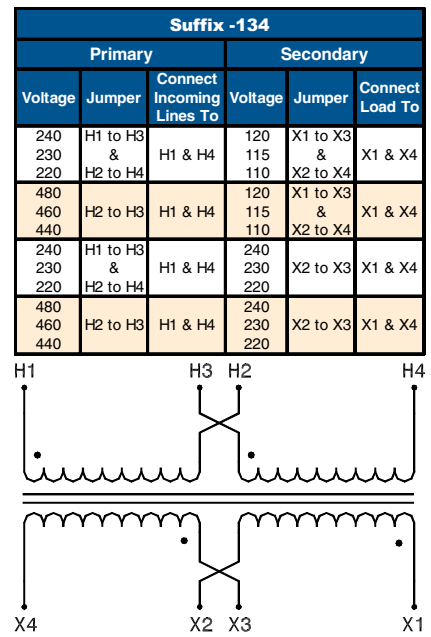 Suffix -134
Primary Secondary
Voltage Jumper Connect Incoming Lines To Voltage Jumper Connect Load To
240 H1 to H3 120 X1 to X3
230 & H1 & H4 115 & X1 & X4
220 H2 to H4 110 X2 to X4
480 120 X1 to X3
460 H2 to H3 H1 & H4 115 & X1 & X4
440 110 X2 to X4
240 H1 to H3 240
230 & H1 & H4 230 X2 to X3 X1 & X4
220 H2 to H4 220
480 240
460 H2 to H3 H1 & H4 230 X2 to X3 X1 & X4
440 220
H1 H3 H2 H4
X4 X2 X3 X1